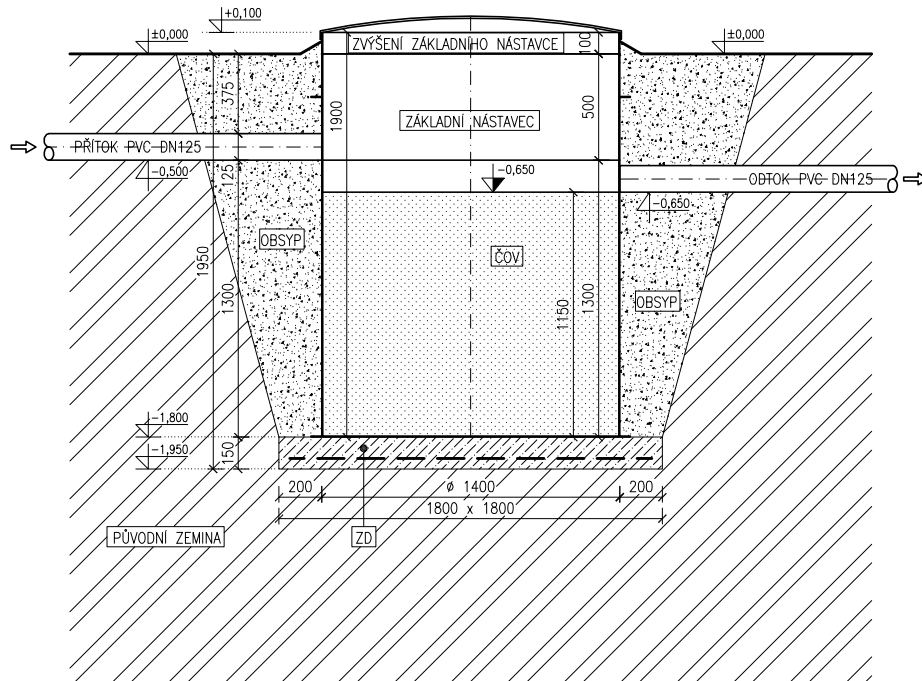 +0,100
±0,000
ZVÝŠENÍ ZÁKLADNÍHO NÁSTAVCE
100
±0,000
375
1900
500
ZÁKLADNÍ NÁSTAVEC
PŘÍTOK PVC DN125
-0,500
125
-0,650
ODTOK PVC DN125
-0,650
OBSYP
1950
1300
ČOV
1150
1300
OBSYP
-1,800
-1,950
150
200
ϕ 1400
200
1800 x 1800
PŮVODNÍ ZEMINA
ZD